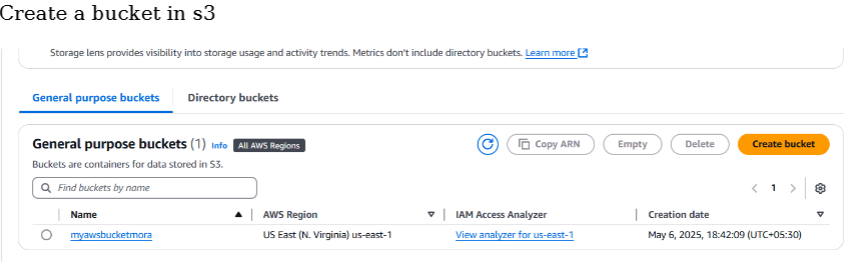 Create a bucket in s3
Storage lens provides visibility into storage usage and activity trends. Metrics don't include directory buckets. Learn more
General purpose buckets Directory buckets
General purpose buckets (1) Info All AWS Regions Copy ARN Empty Delete Create bucket
Buckets are containers for data stored in S3.
Find buckets by name 1
Name AWS Region IAM Access Analyzer Creation date
myawsbucketmora US East (N. Virginia) us-east-1 View analyzer for us-east-1 May 6, 2025, 18:42:09 (UTC+05:30)